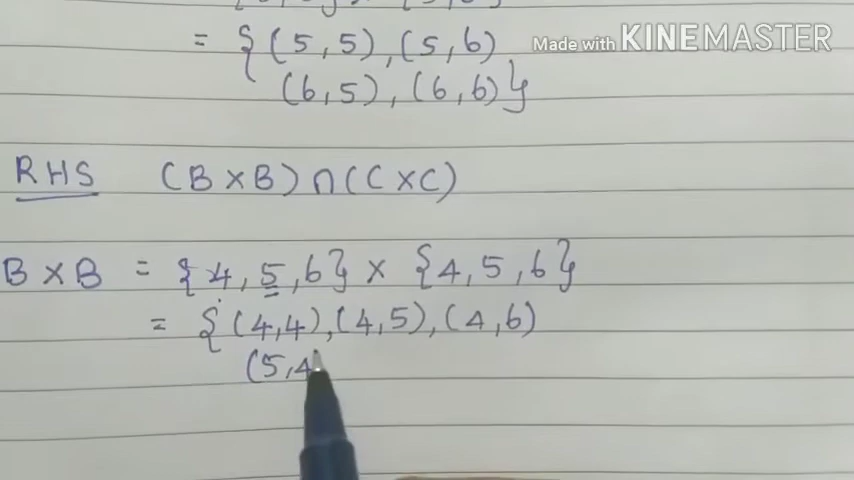 = {(5,5),(5,6)
Made with KINEMASTER
(6,5),(6,6)}
RHS (B×B)∩(C×C)
B×B = {4,5,6} × {4,5,6}
= {(4,4),(4,5),(4,6)
(5,4